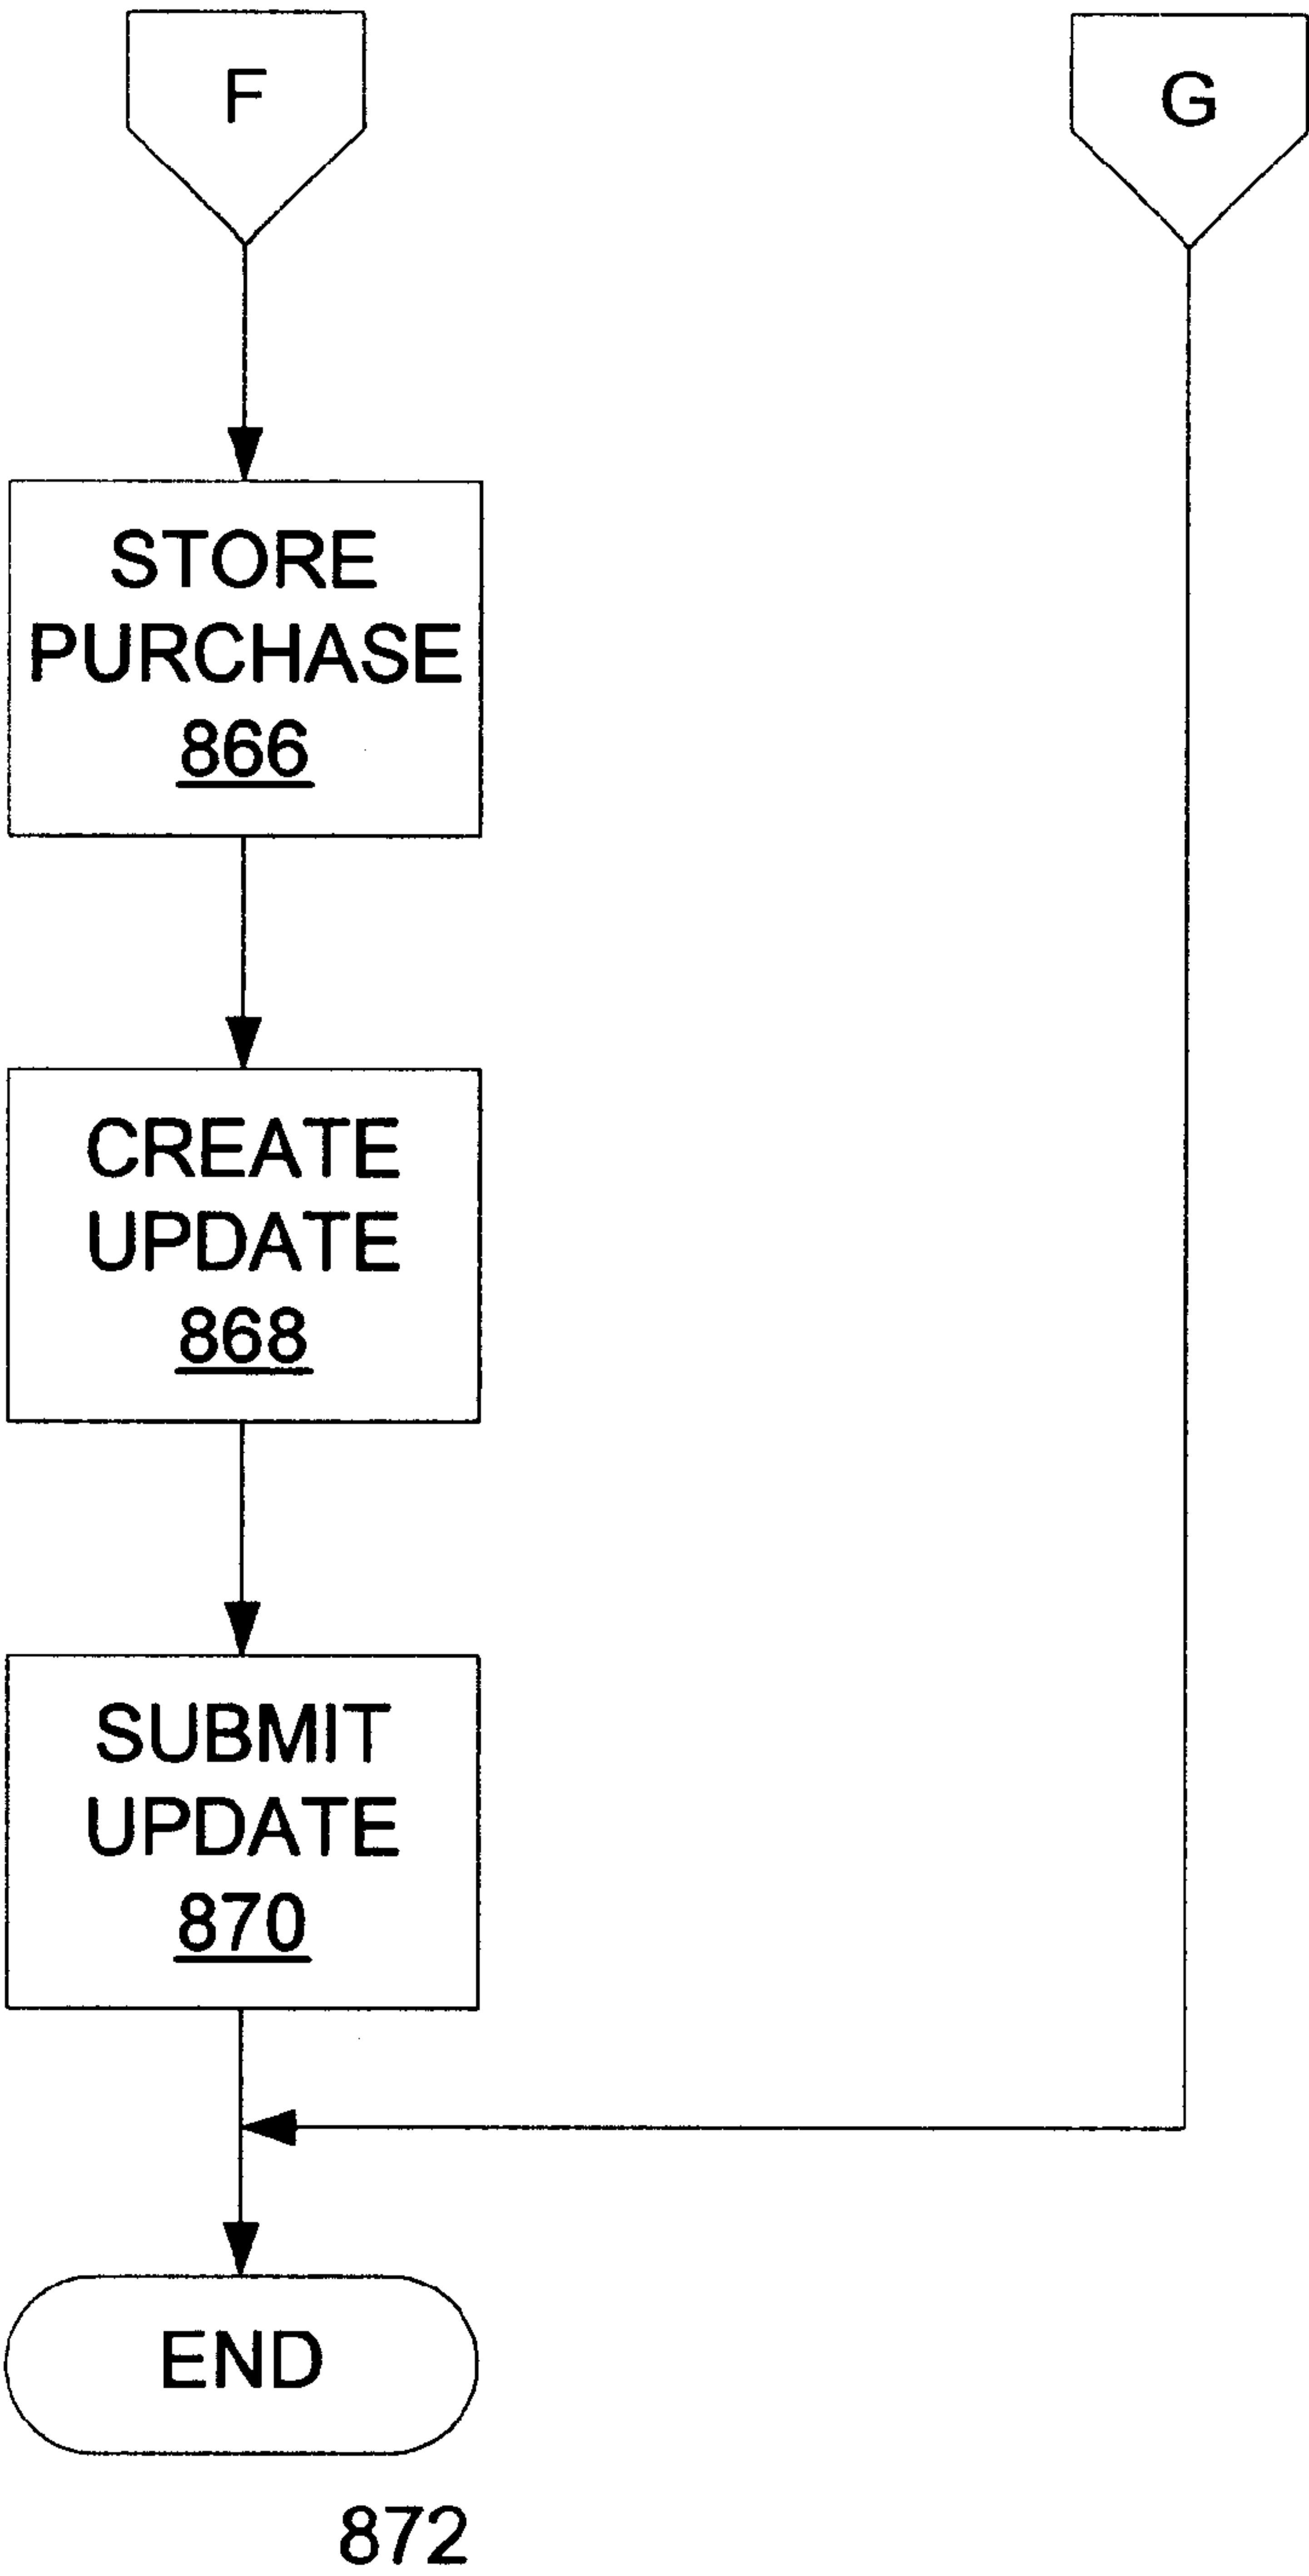 F
G
STORE
PURCHASE
866
CREATE
UPDATE
868
SUBMIT
UPDATE
870
END
872